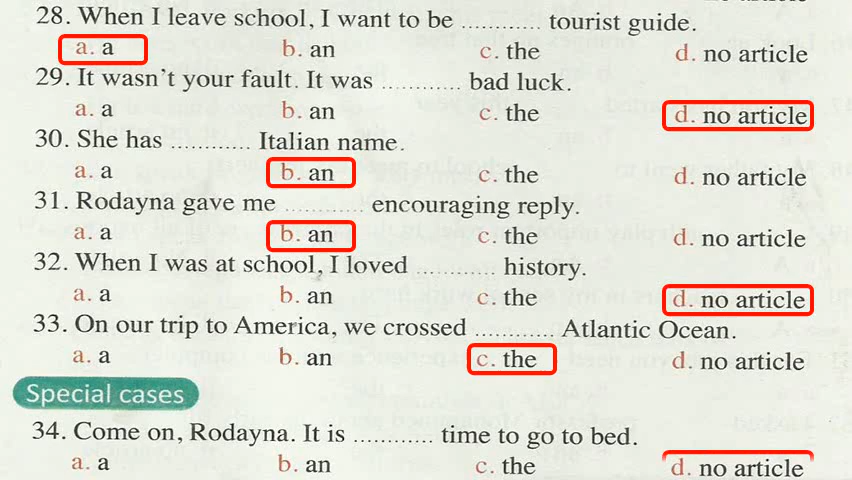 28. When I leave school, I want to be ............ tourist guide.
a. a b. an c. the d. no article
29. It wasn't your fault. It was ............ bad luck.
a. a b. an c. the d. no article
30. She has ............ Italian name.
a. a b. an c. the d. no article
31. Rodayna gave me ............ encouraging reply.
a. a b. an c. the d. no article
32. When I was at school, I loved ............ history.
a. a b. an c. the d. no article
33. On our trip to America, we crossed ............ Atlantic Ocean.
a. a b. an c. the d. no article
Special cases
34. Come on, Rodayna. It is ............ time to go to bed.
a. a b. an c. the d. no article